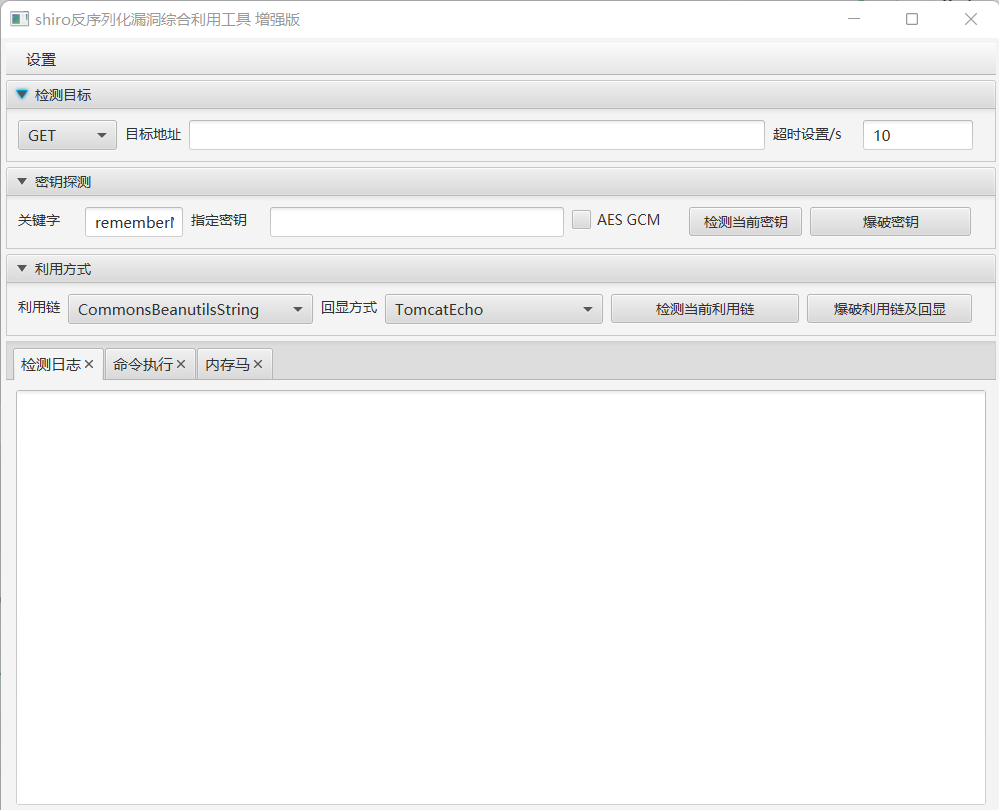 shiro反序列化漏洞综合利用工具 增强版
设置
检测目标
GET 目标地址 超时设置/s 10
密钥探测
关键字 remember 指定密钥 AES GCM 检测当前密钥 爆破密钥
利用方式
利用链 CommonsBeanutilsString 回显方式 TomcatEcho 检测当前利用链 爆破利用链及回显
检测日志 命令执行 内存马